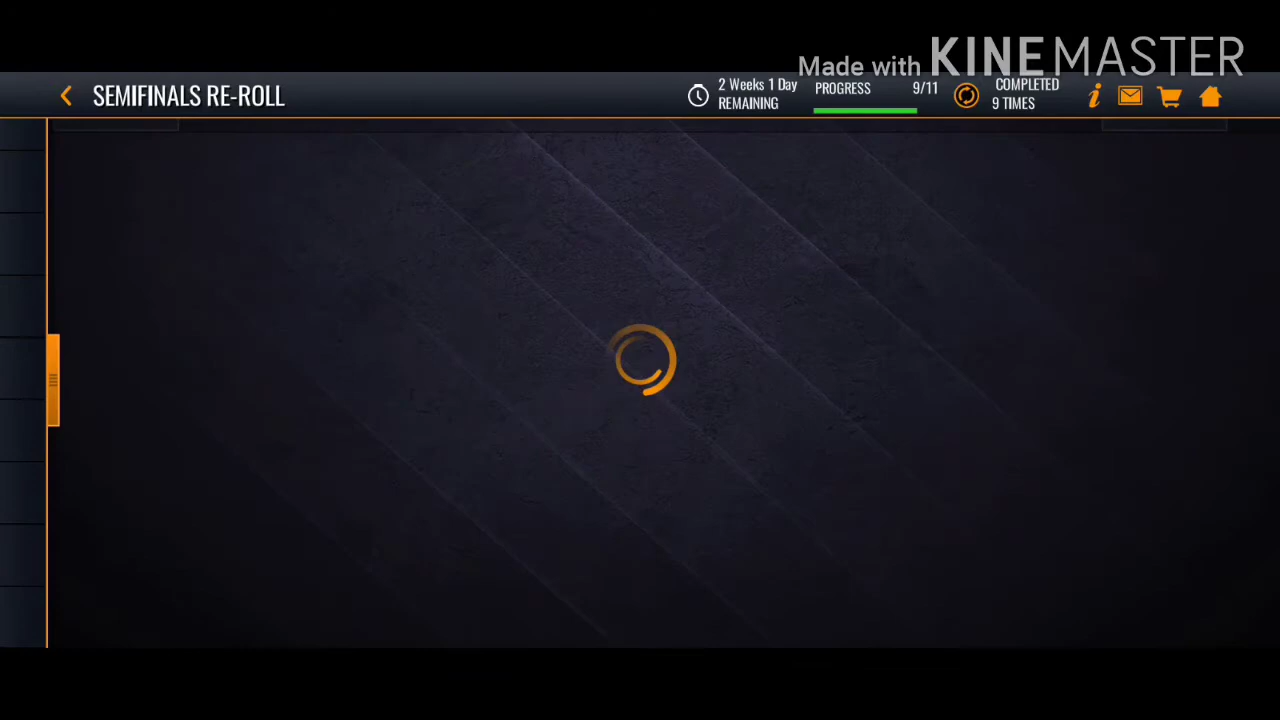 Made with KINEMASTER
SEMIFINALS RE-ROLL
2 Weeks 1 Day
REMAINING
PROGRESS 9/11
COMPLETED
9 TIMES